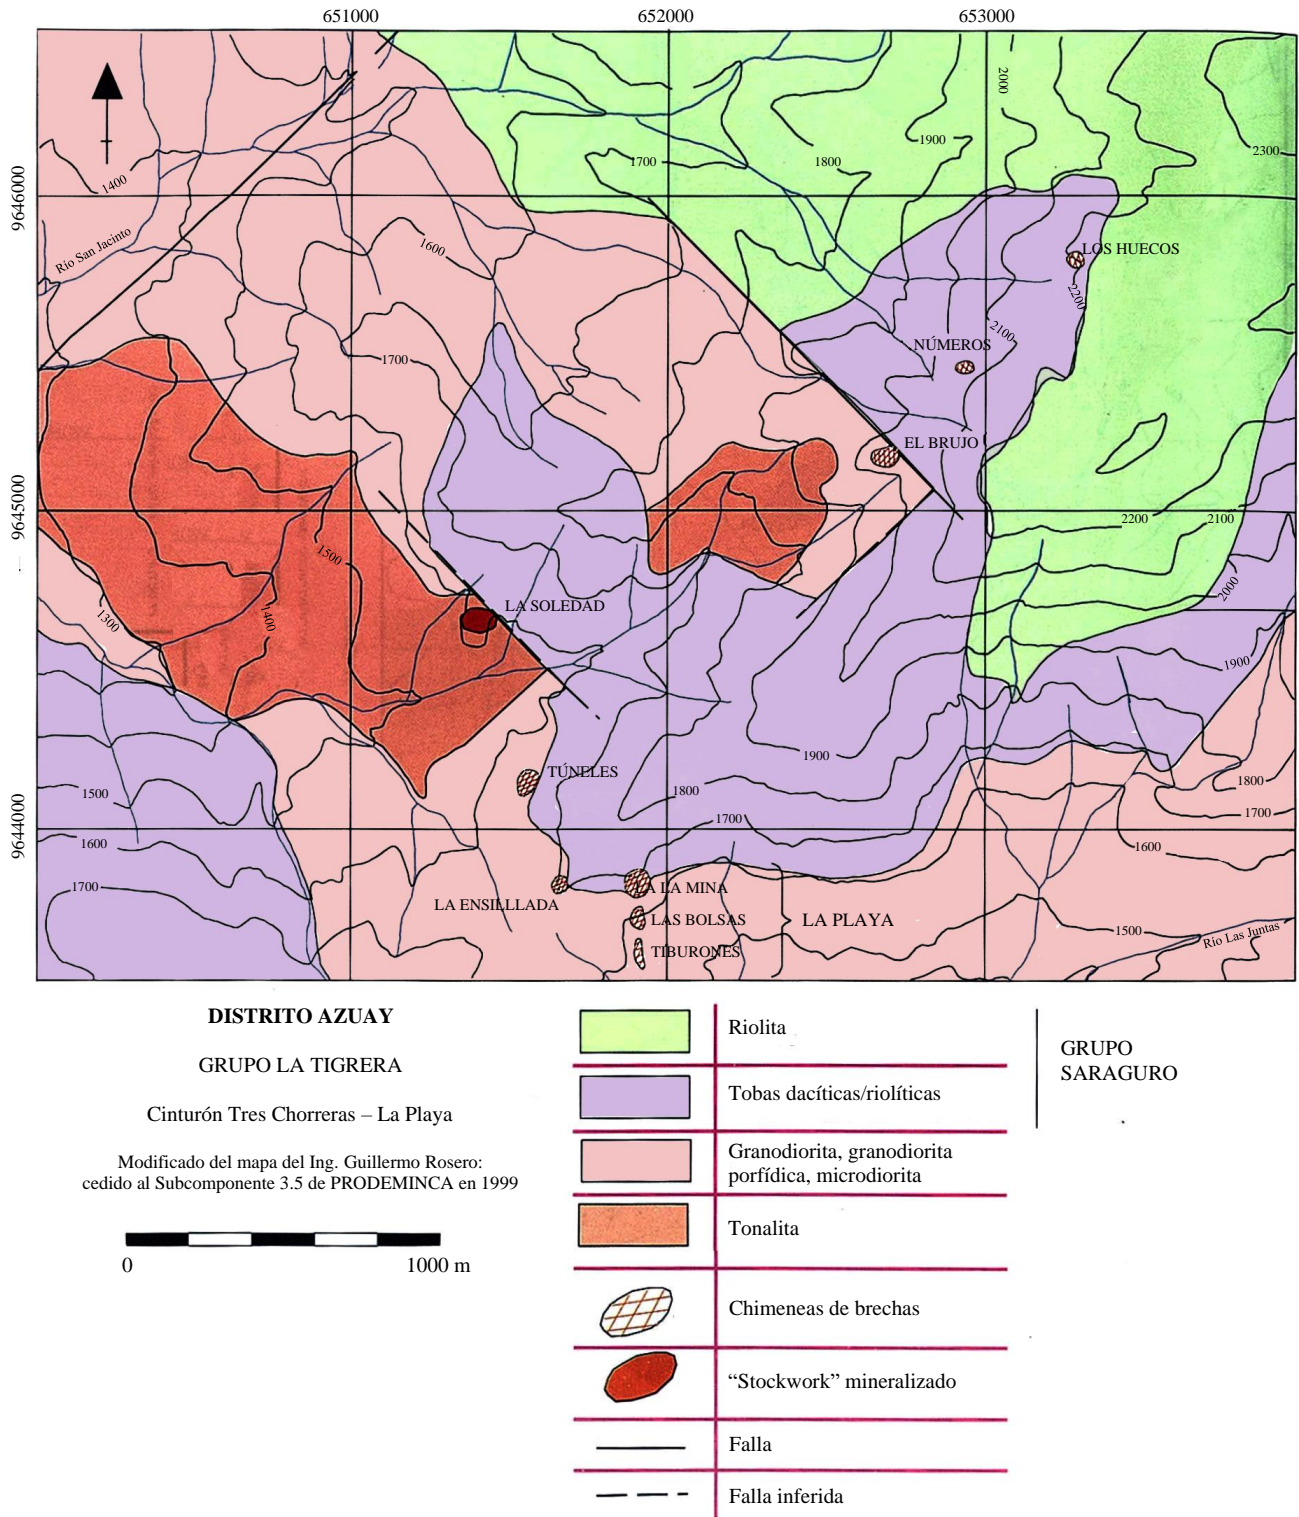 651000
652000
653000
9646000
9645000
9644000
2000
1900
2300
1700
1800
1400
Río San Jacinto
1600
LOS HUECOS
2200
2100
NÚMEROS
1700
EL BRUJO
2200
2100
1500
LA SOLEDAD
2000
1300
1400
1900
1900
TÚNELES
1800
1500
1800
1700
1700
1600
1600
1700
LA LA MINA
LA ENSILLLADA
LAS BOLSAS
LA PLAYA
1500
Río Las Juntas
TIBURONES
DISTRITO AZUAY
GRUPO LA TIGRERA
Cinturón Tres Chorreras – La Playa
Modificado del mapa del Ing. Guillermo Rosero:
cedido al Subcomponente 3.5 de PRODEMINCA en 1999
0
1000 m
Riolita
Tobas dacíticas/riolíticas
GRUPO
SARAGURO
Granodiorita, granodiorita
porfídica, microdiorita
Tonalita
Chimeneas de brechas
“Stockwork” mineralizado
Falla
Falla inferida